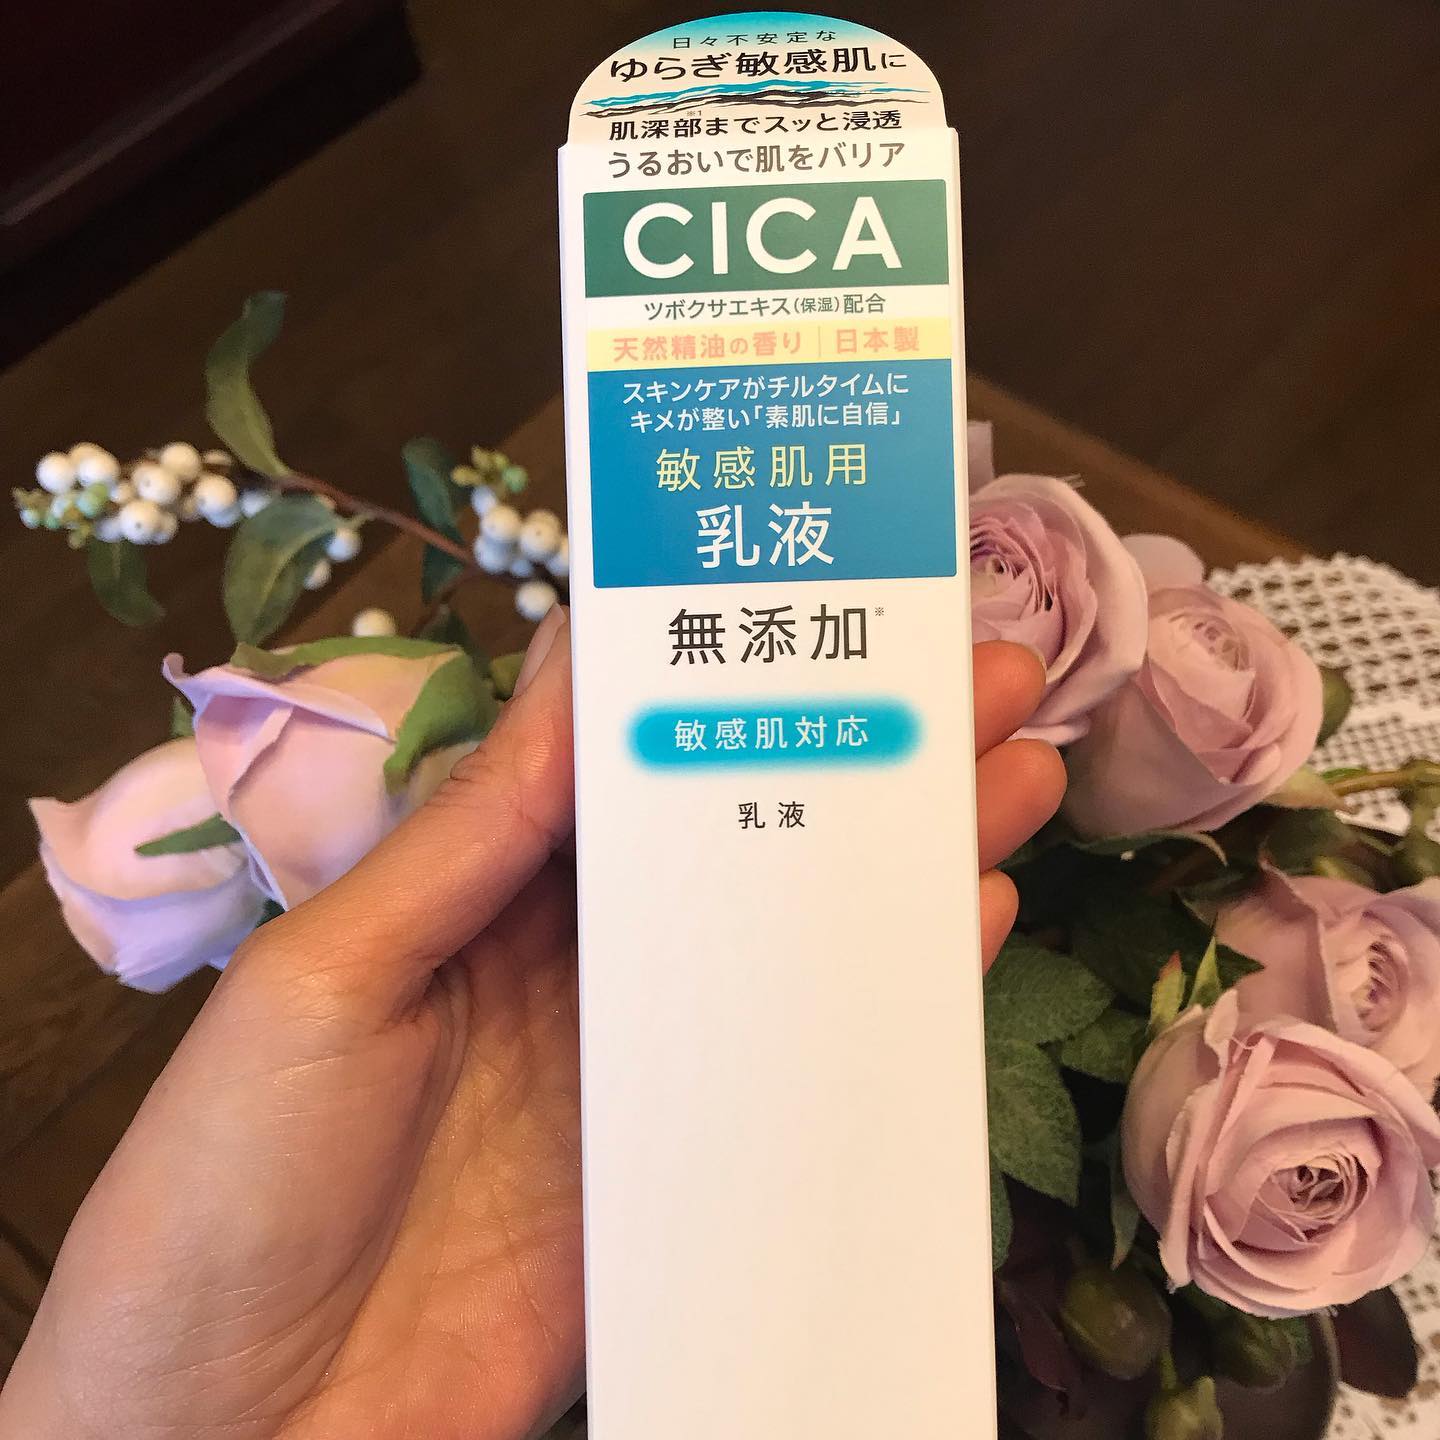 日々不安定な
ゆらぎ敏感肌に
肌深部※1までスッと浸透
うるおいで肌をバリア
CICA
ツボクサエキス(保湿)配合
天然精油の香り｜日本製
スキンケアがチルタイムに
キメが整い「素肌に自信」
敏感肌用
乳液
無添加※
敏感肌対応
乳液